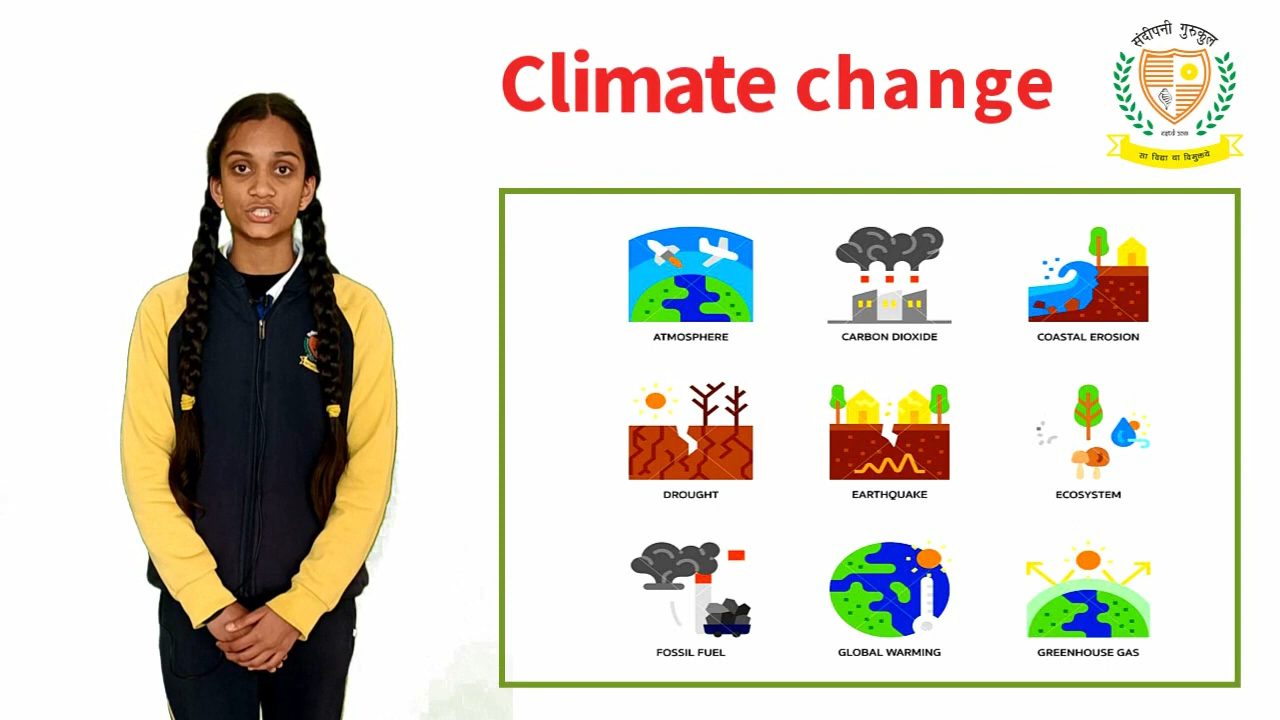 Climate change
संदीपनी गुरुकुल
सा विद्या या विमुक्तये
ATMOSPHERE
CARBON DIOXIDE
COASTAL EROSION
DROUGHT
EARTHQUAKE
ECOSYSTEM
FOSSIL FUEL
GLOBAL WARMING
GREENHOUSE GAS